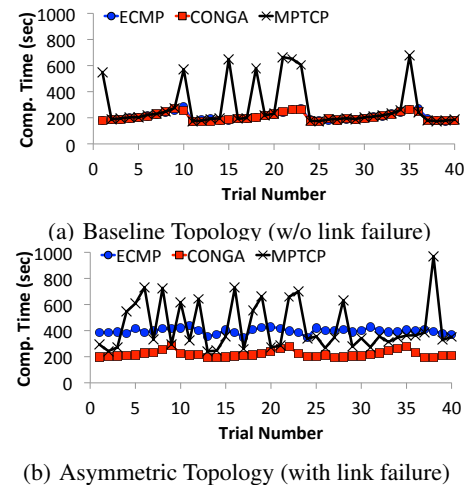 ECMP CONGA MPTCP
Comp. Time (sec)
1000
800
600
400
200
0
0 5 10 15 20 25 30 35 40
Trial Number
(a) Baseline Topology (w/o link failure)
ECMP CONGA MPTCP
Comp. Time (sec)
1000
800
600
400
200
0
0 5 10 15 20 25 30 35 40
Trial Number
(b) Asymmetric Topology (with link failure)